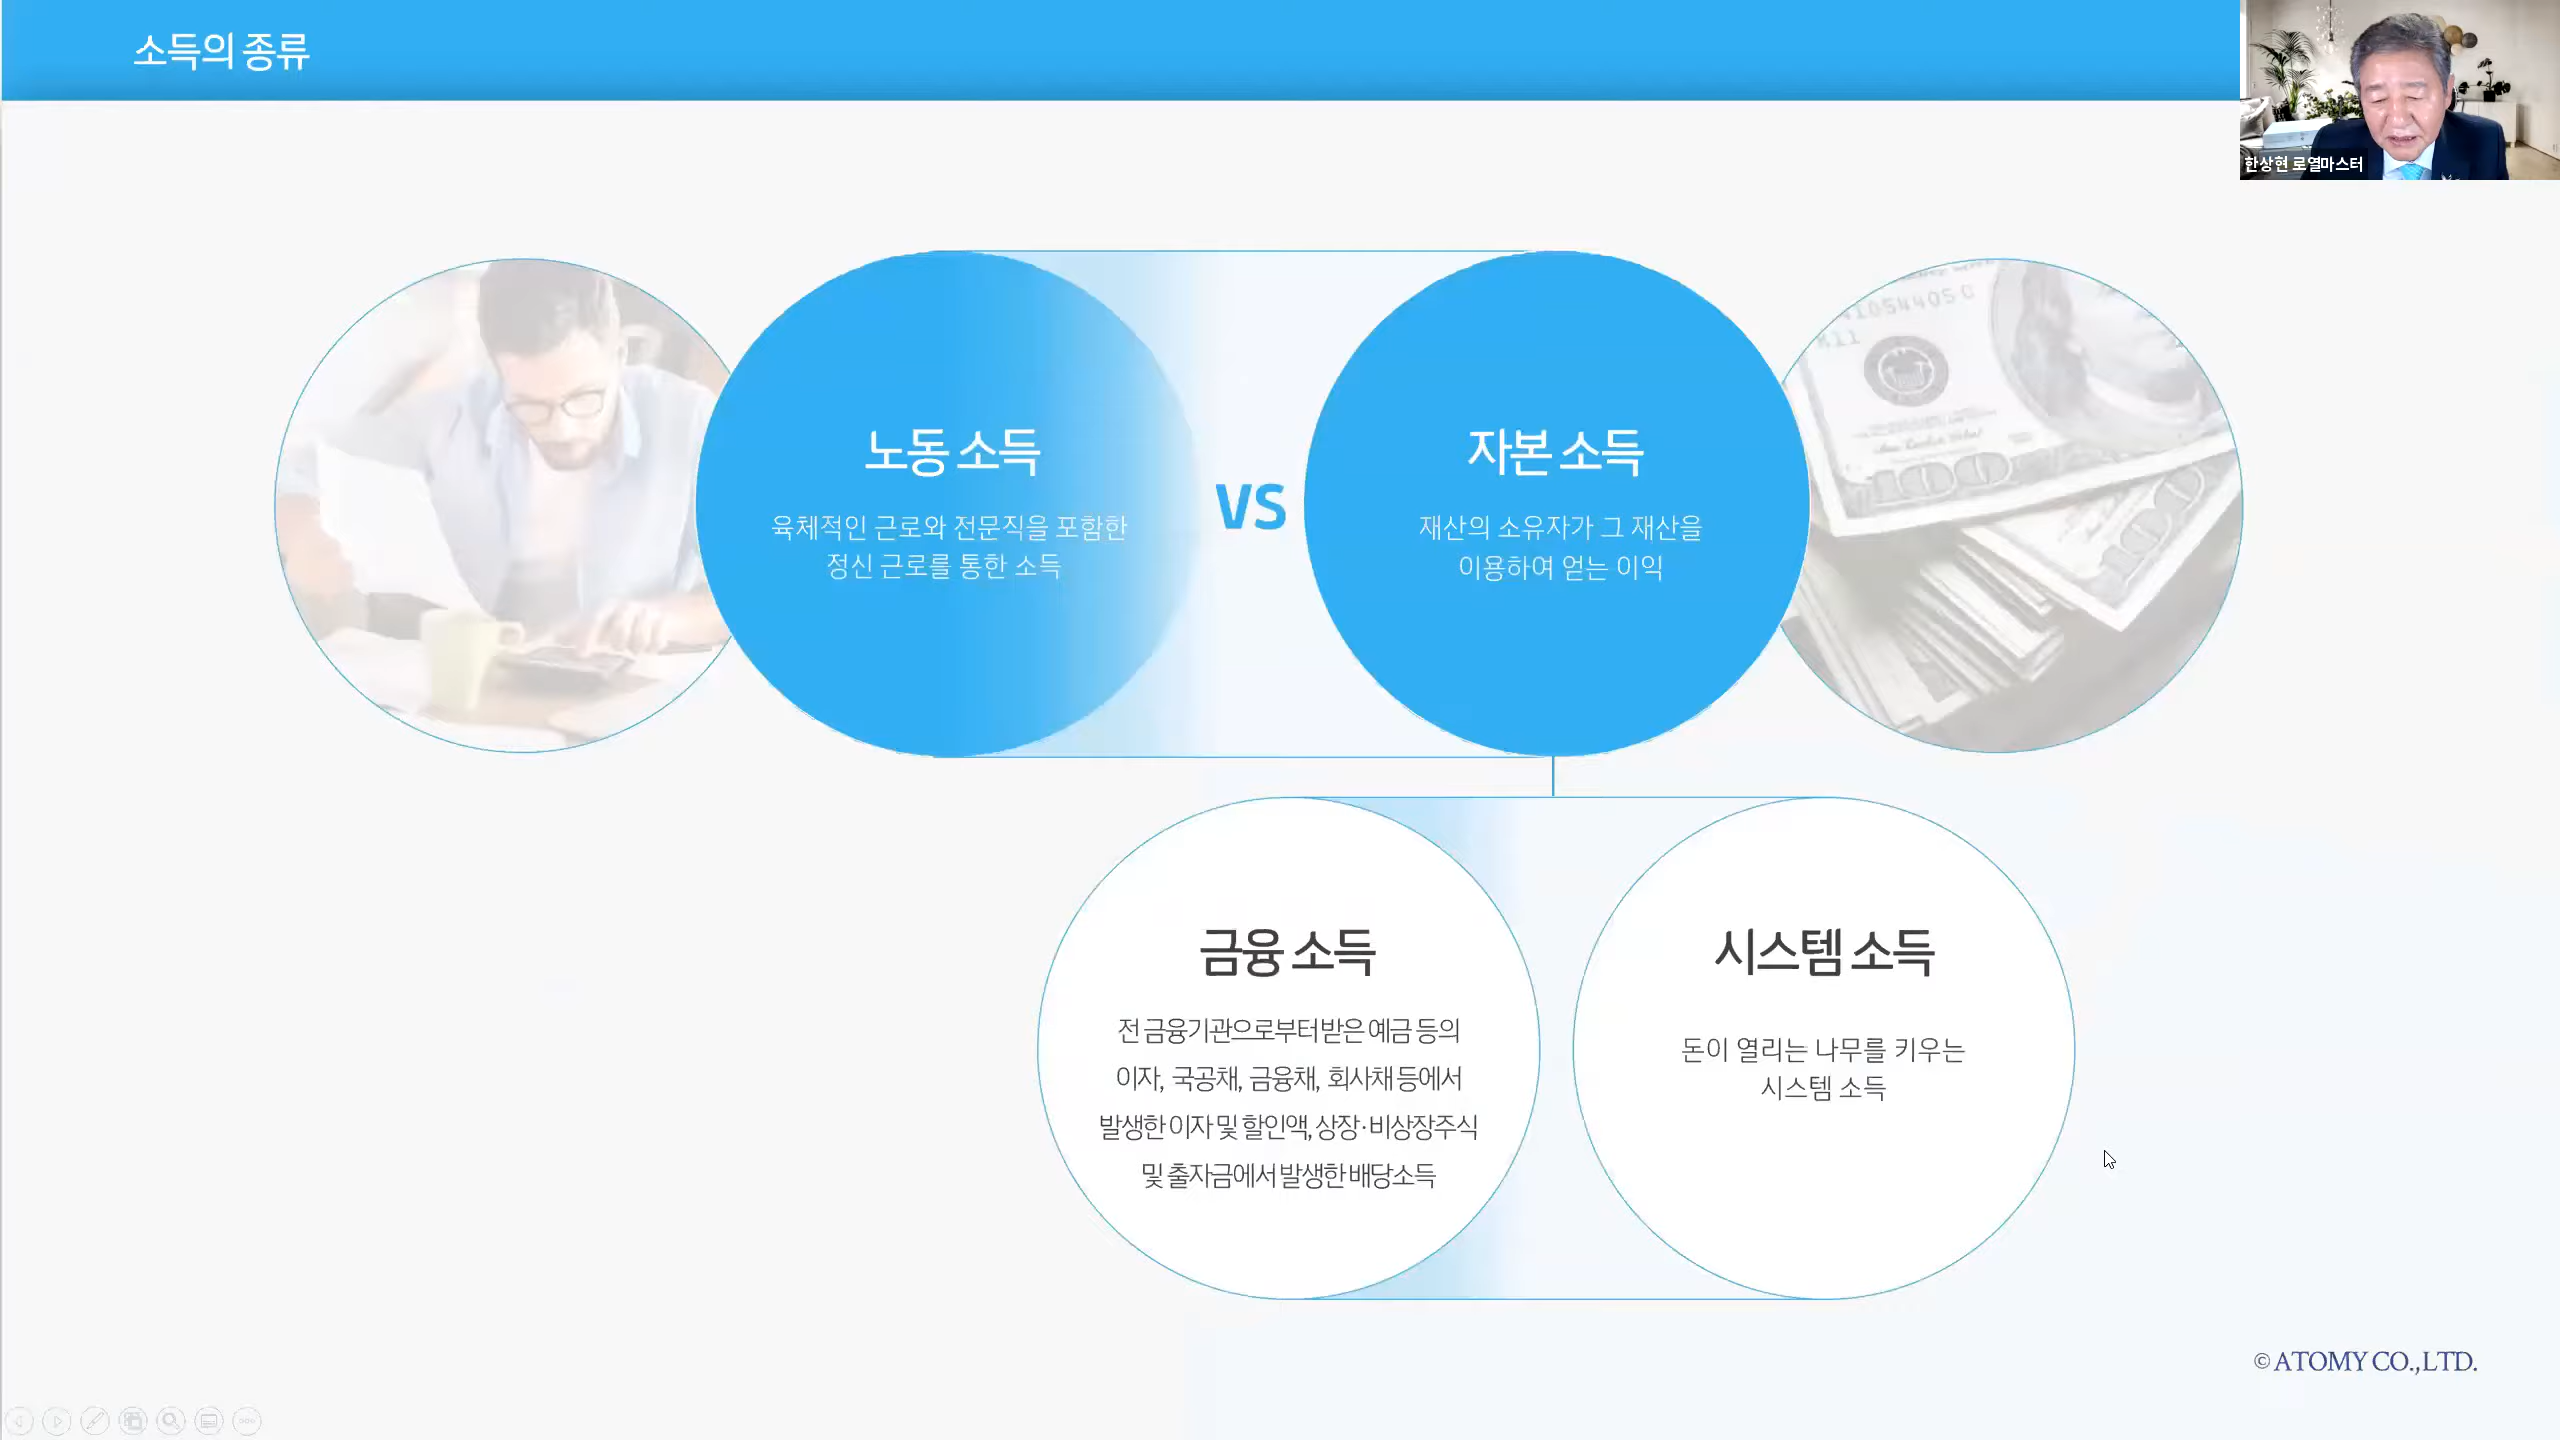 소득의 종류
한상현 로열마스터
노동 소득
육체적인 근로와 전문직을 포함한
정신 근로를 통한 소득
VS
자본 소득
재산의 소유자가 그 재산을
이용하여 얻는 이익
100
금융 소득
전 금융기관으로부터 받은 예금 등의
이자, 국공채, 금융채, 회사채 등에서
발생한 이자 및 할인액, 상장·비상장주식
및 출자금에서 발생한 배당소득
시스템 소득
돈이 열리는 나무를 키우는
시스템 소득
© ATOMY CO.,LTD.